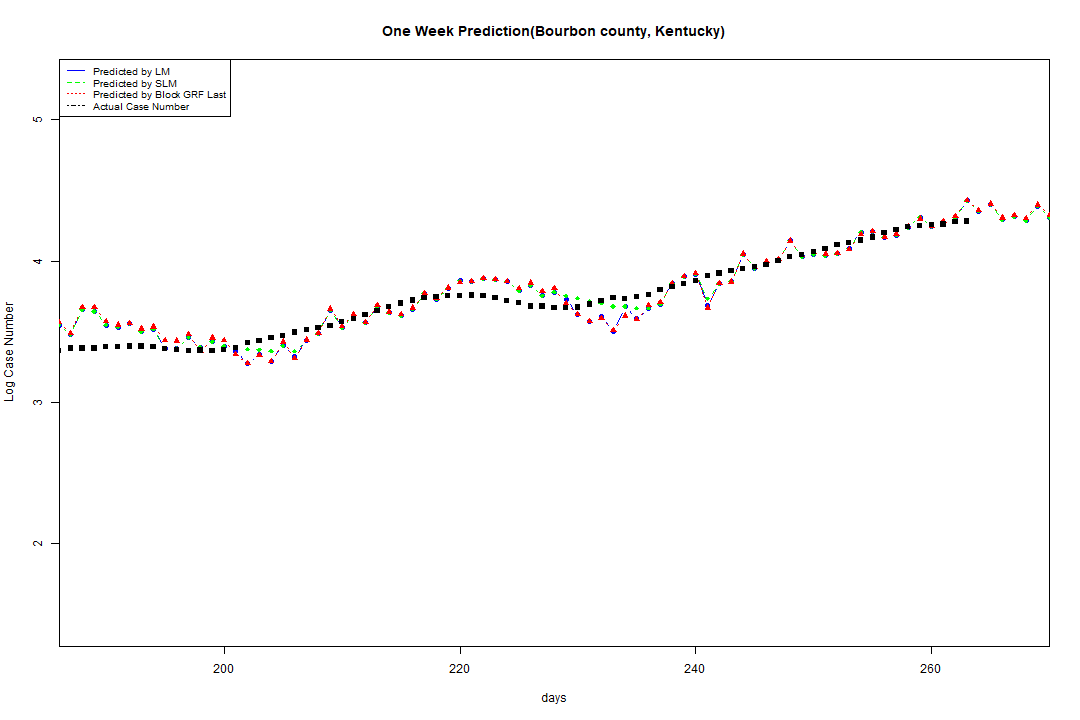 One Week Prediction(Bourbon county, Kentucky)
Predicted by LM
Predicted by SLM
Predicted by Block GRF Last
Actual Case Number
5
4
3
2
Log Case Number
200 220 240 260
days